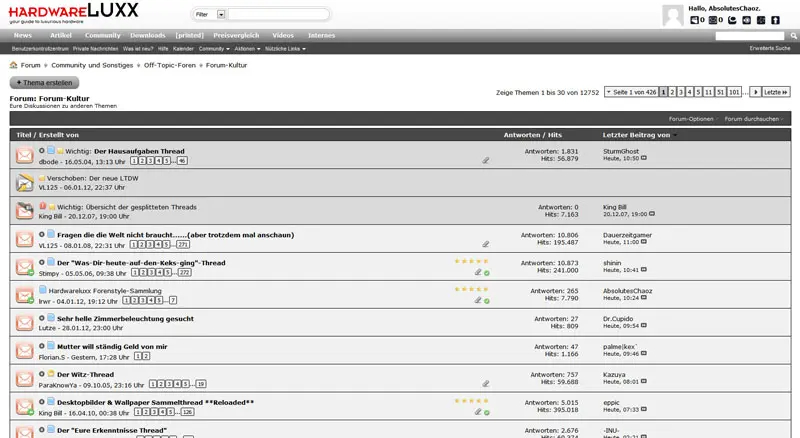 HARDWARELUXX
your guide to luxurious hardware
Filter
Hallo, AbsolutesChaoz.
News Artikel Community Downloads [printed] Preisvergleich Videos Internes
Benutzerkontrollzentrum Private Nachrichten Was ist neu? Hilfe Kalender Community Aktionen Nützliche Links Erweiterte Suche
Forum Community und Sonstiges Off-Topic-Foren Forum-Kultur
+ Thema erstellen
Zeige Themen 1 bis 30 von 12752 Seite 1 von 426 1 2 3 4 5 11 51 101 ... Letzte
Forum: Forum-Kultur
Eure Diskussionen zu anderen Themen
Forum-Optionen Forum durchsuchen
Titel / Erstellt von Antworten / Hits Letzter Beitrag von
Wichtig: Der Hausaufgaben Thread Antworten: 1.831 SturmGhost
dbode - 16.05.04, 13:13 Uhr 1 2 3 4 5 ... 46 Hits: 56.879 Heute, 10:50
Verschoben: Der neue LTDW
VL125 - 06.01.12, 22:37 Uhr
Wichtig: Übersicht der gesplitteten Threads Antworten: 0 King Bill
King Bill - 20.12.07, 19:00 Uhr Hits: 7.163 20.12.07, 19:00
Fragen die die Welt nicht braucht......(aber trotzdem mal anschaun) Antworten: 10.806 Dauerzeitgamer
VL125 - 08.01.08, 22:31 Uhr 1 2 3 4 5 ... 271 Hits: 195.487 Heute, 11:00
Der "Was-Dir-heute-auf-den-Keks-ging"-Thread Antworten: 10.873 shinin
Stimpy - 05.05.06, 09:38 Uhr 1 2 3 4 5 ... 272 Hits: 241.000 Heute, 10:41
Hardwareluxx Forenstyle-Sammlung Antworten: 265 AbsolutesChaoz
lrwr - 04.01.12, 19:12 Uhr 1 2 3 4 5 ... 7 Hits: 7.790 Heute, 10:24
Sehr helle Zimmerbeleuchtung gesucht Antworten: 27 Dr.Cupido
Lutze - 28.01.12, 23:00 Uhr Hits: 809 Heute, 09:54
Mutter will ständig Geld von mir Antworten: 47 palme|kex`
Florian.S - Gestern, 17:28 Uhr 1 2 Hits: 1.166 Heute, 09:46
Der Witz-Thread Antworten: 757 Kazuya
ParaKnowYa - 09.10.05, 23:16 Uhr 1 2 3 4 5 ... 19 Hits: 59.688 Heute, 08:01
Desktopbilder & Wallpaper Sammelthread **Reloaded** Antworten: 5.015 eppic
King Bill - 16.04.10, 00:38 Uhr 1 2 3 4 5 ... 126 Hits: 395.018 Heute, 07:33
Der "Eure Erkenntnisse Thread" Antworten: 2.676 -INU-